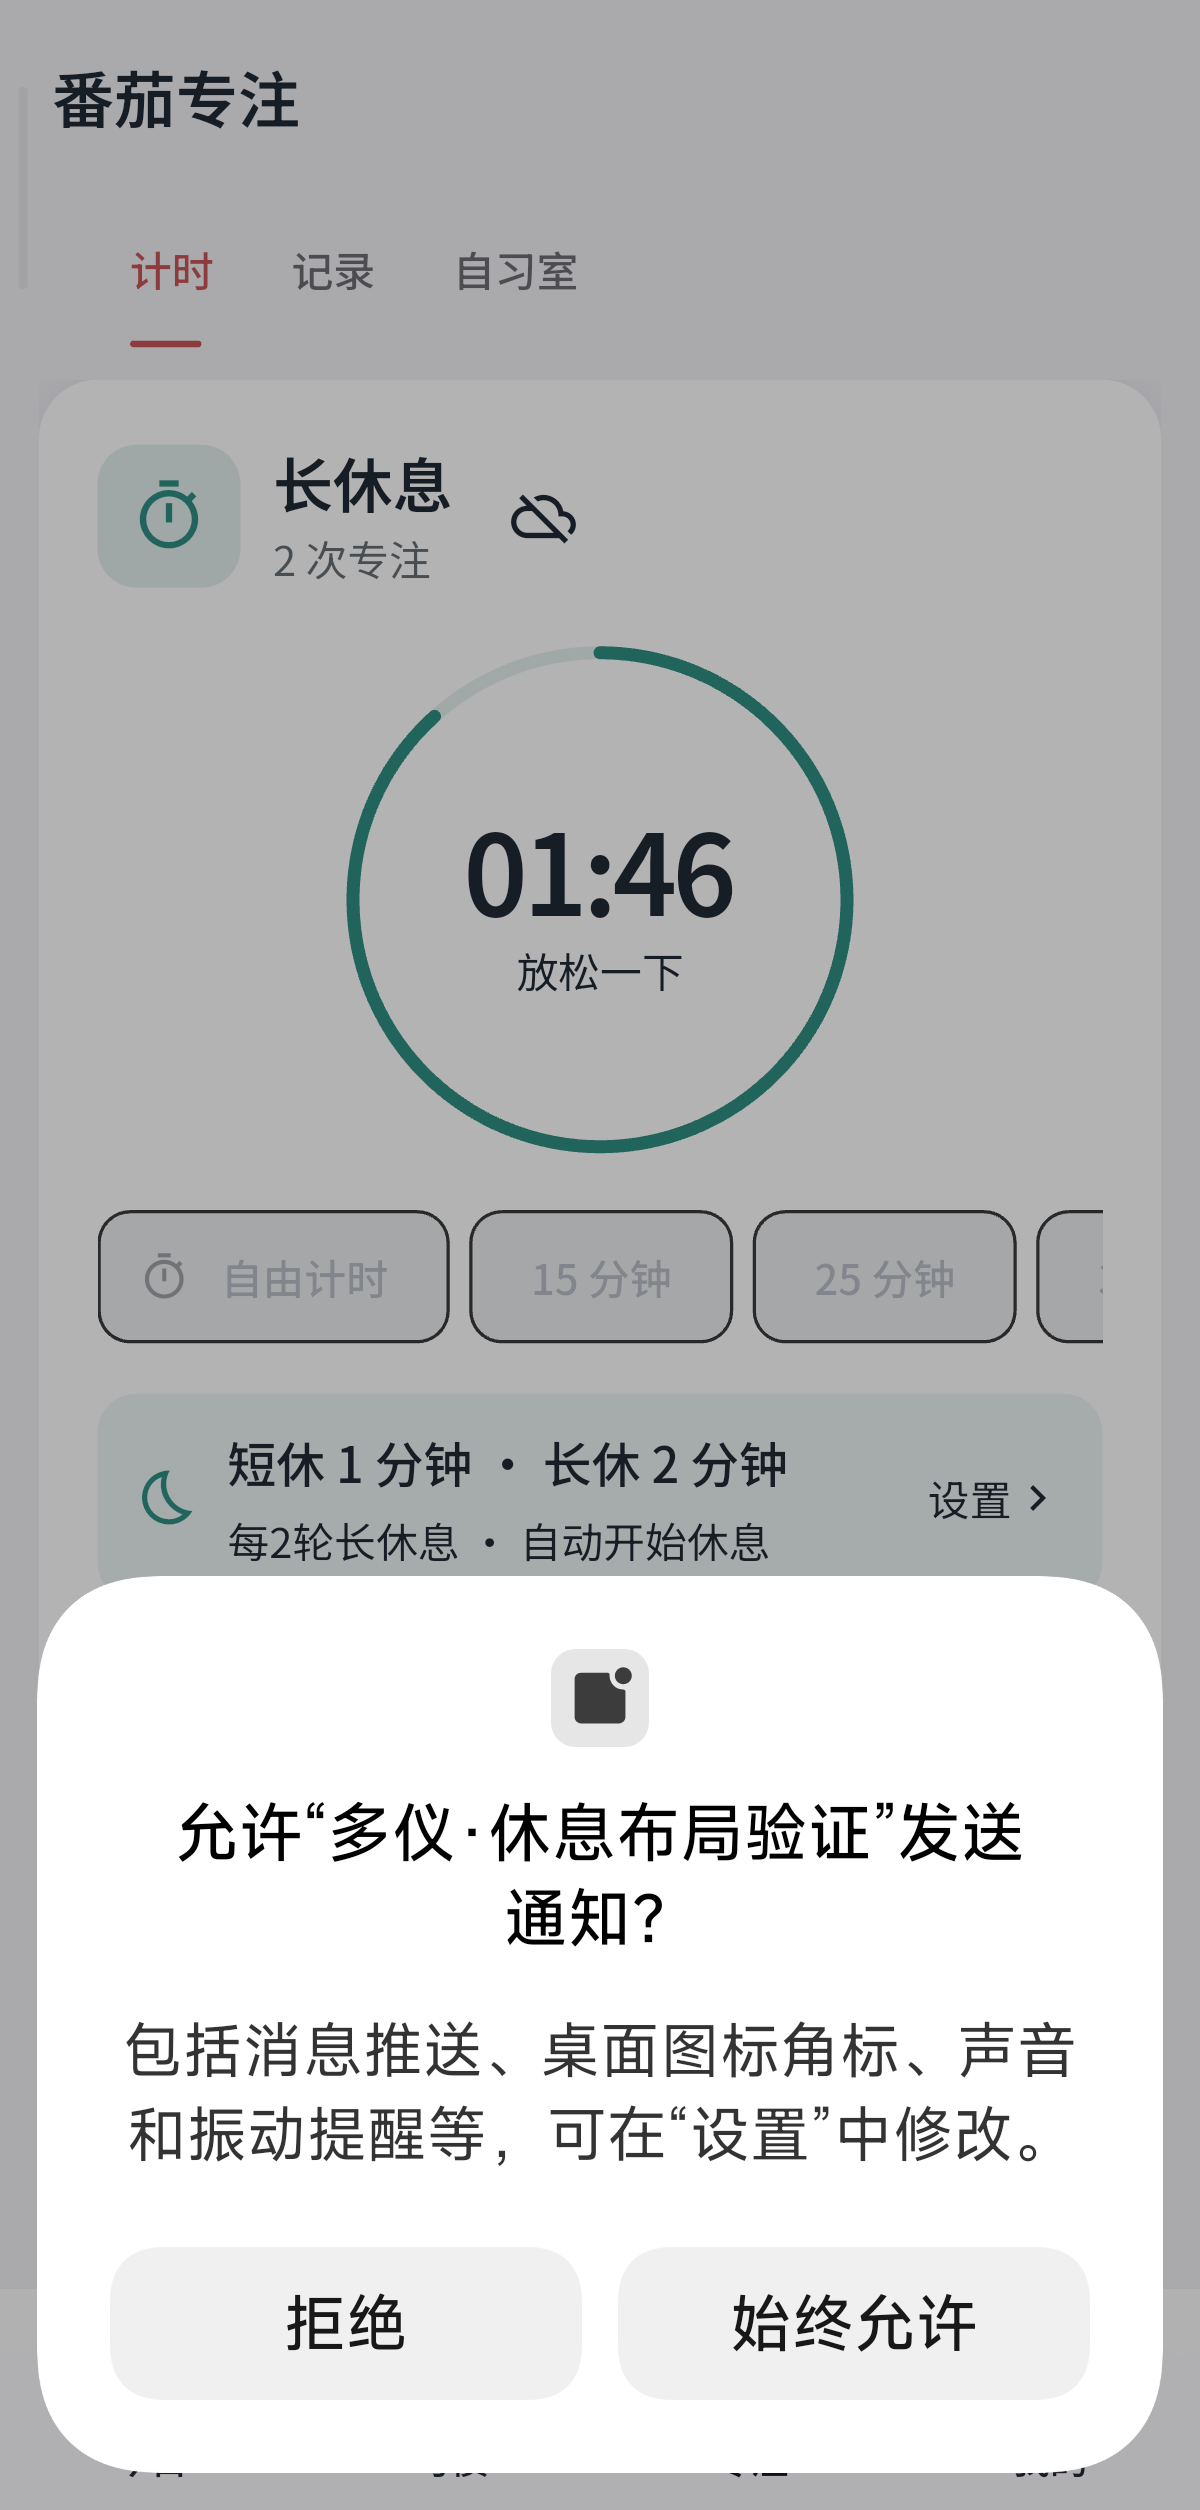 番茄专注
计时 记录 自习室
长休息
2 次专注
01:46
放松一下
自由计时 15 分钟 25 分钟
短休 1 分钟 · 长休 2 分钟
每2轮长休息 · 自动开始休息
设置
允许“多仪·休息布局验证”发送
通知？
包括消息推送、桌面图标角标、声音
和振动提醒等，可在“设置”中修改。
拒绝 始终允许